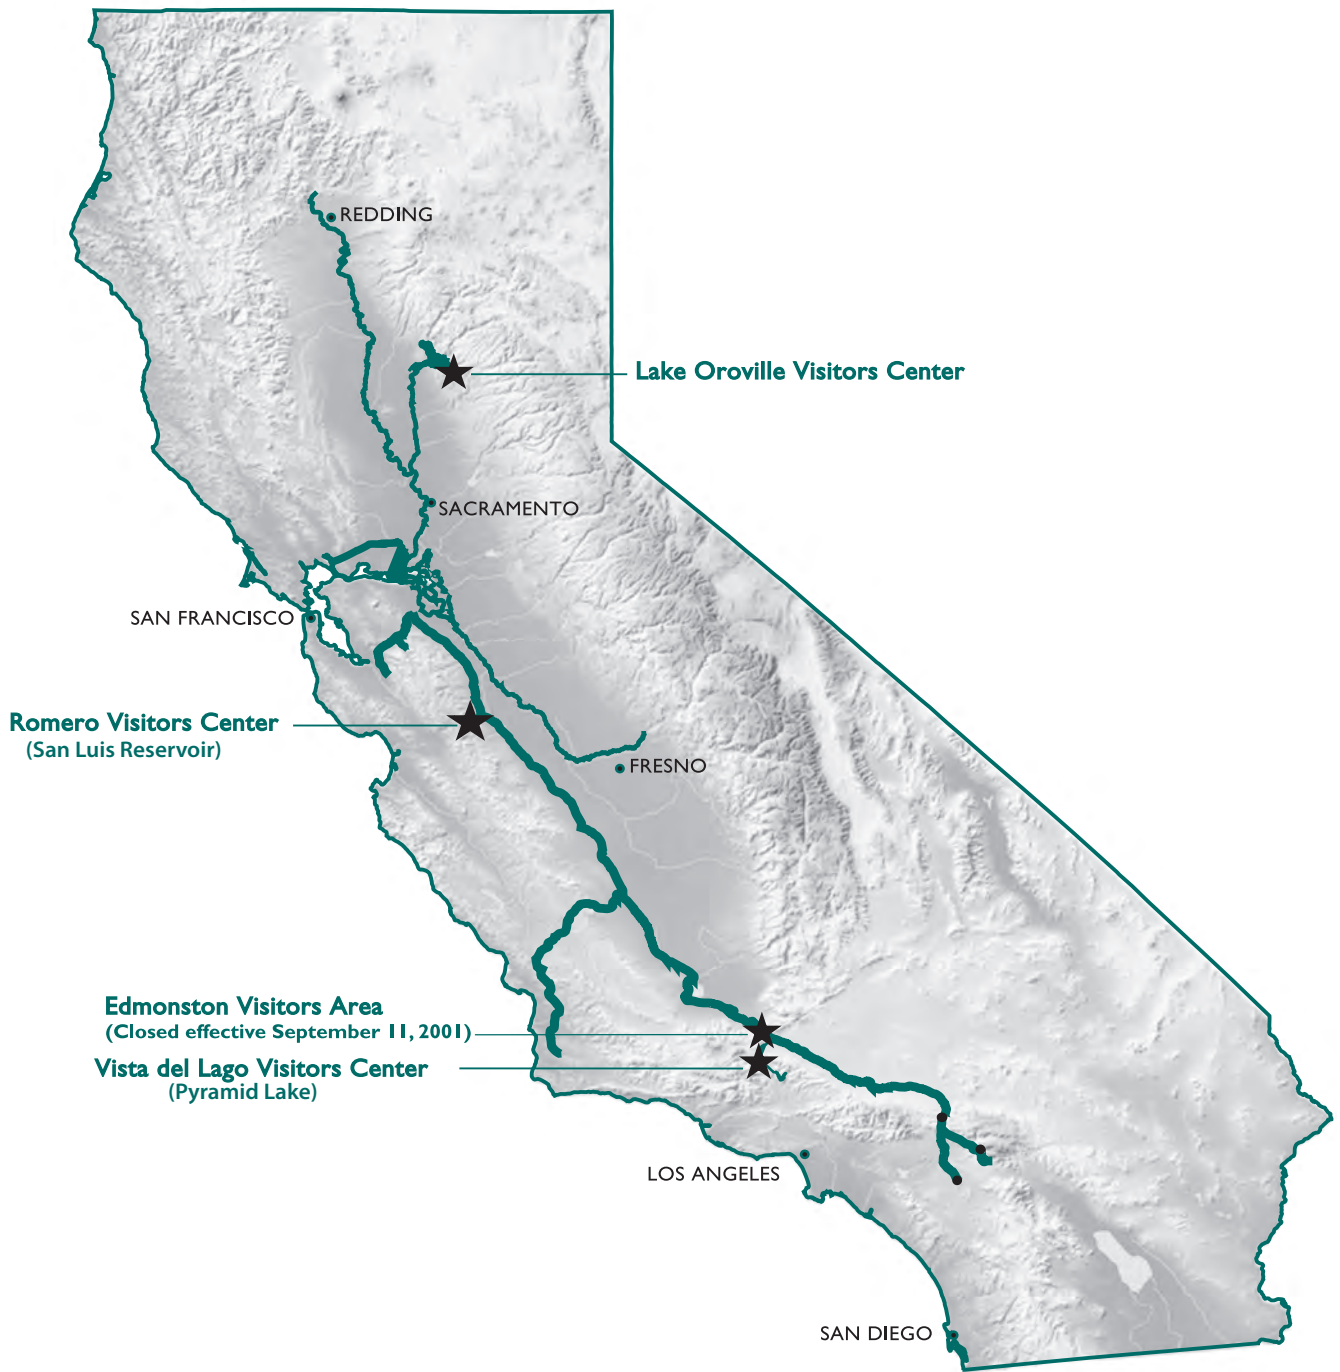 REDDING
Lake Oroville Visitors Center
SACRAMENTO
SAN FRANCISCO
Romero Visitors Center
(San Luis Reservoir)
FRESNO
Edmonston Visitors Area
(Closed effective September 11, 2001)
Vista del Lago Visitors Center
(Pyramid Lake)
LOS ANGELES
SAN DIEGO